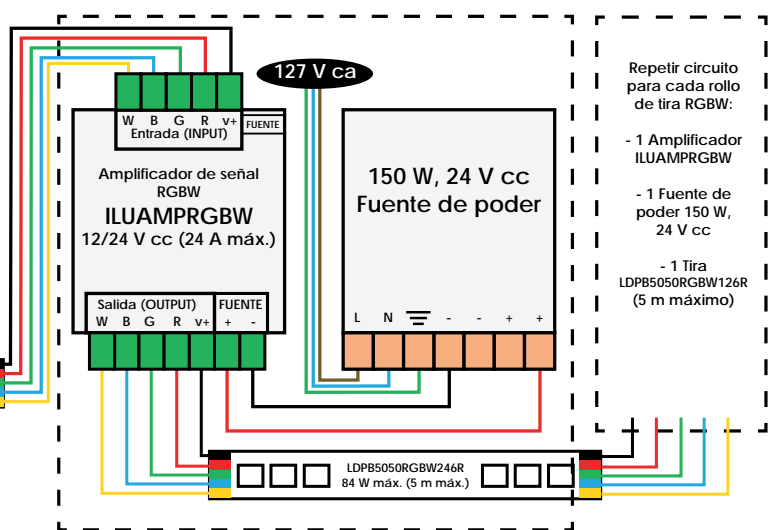 127 V ca
W B G R V+
Entrada (INPUT)
FUENTE
Amplificador de señal
RGBW
ILUAMPRGBW
12/24 V cc (24 A máx.)
Salida (OUTPUT) FUENTE
W B G R V+ + -
150 W, 24 V cc
Fuente de poder
L N - - + +
LDPB5050RGBW246R
84 W máx. (5 m máx.)
Repetir circuito
para cada rollo
de tira RGBW:
- 1 Amplificador
ILUAMPRGBW
- 1 Fuente de
poder 150 W,
24 V cc
- 1 Tira
LDPB5050RGBW126R
(5 m máximo)